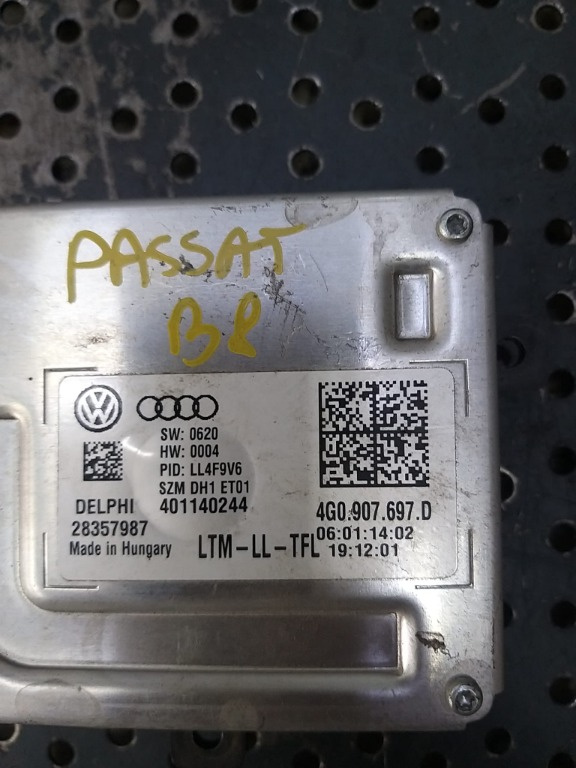 PASSAT
B8
SW: 0620
HW: 0004
PID: LL4F9V6
SZM DH1 ET01
DELPHI 401140244
28357987
Made in Hungary
LTM-LL-TFL
4G0.907.697.D
06:01:14:02
19:12:01